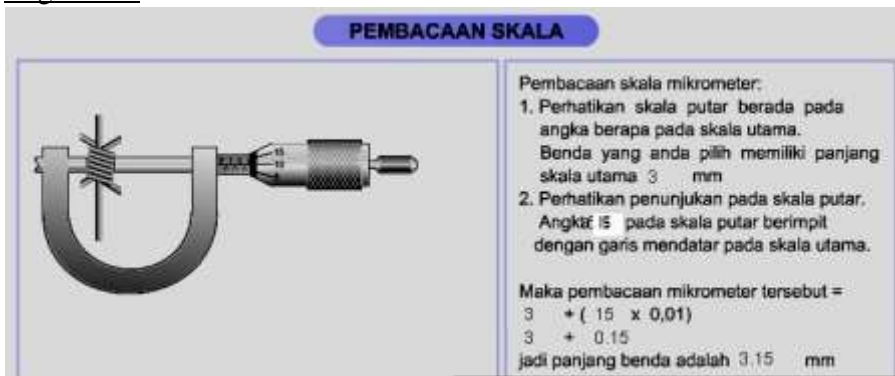 PEMBACAAN SKALA
Pembacaan skala mikrometer:
1. Perhatikan skala putar berada pada
angka berapa pada skala utama.
Benda yang anda pilih memiliki panjang
skala utama 3 mm
2. Perhatikan penunjukan pada skala putar.
Angka 15 pada skala putar berimpit
dengan garis mendatar pada skala utama.
Maka pembacaan mikrometer tersebut =
3 + ( 15 x 0,01)
3 + 0.15
jadi panjang benda adalah 3.15 mm
15
10